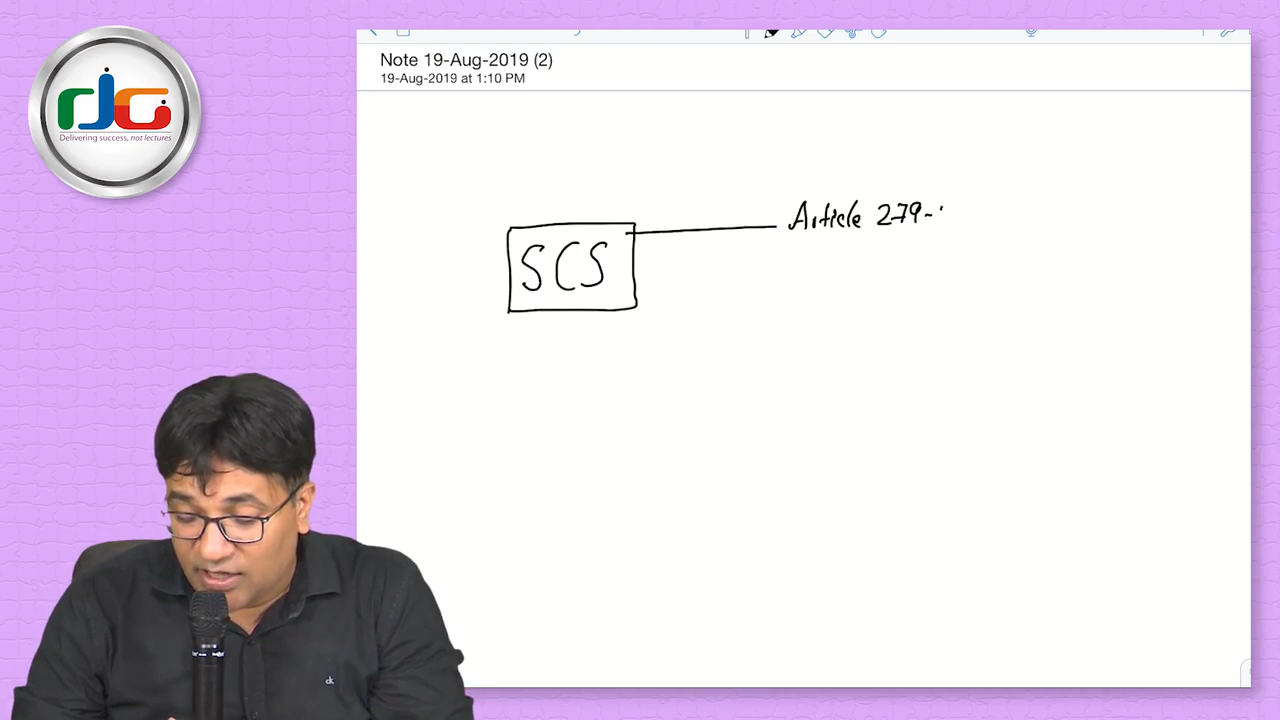 Delivering success, not lectures
Note 19-Aug-2019 (2)
19-Aug-2019 at 1:10 PM
Article 279-
SCS